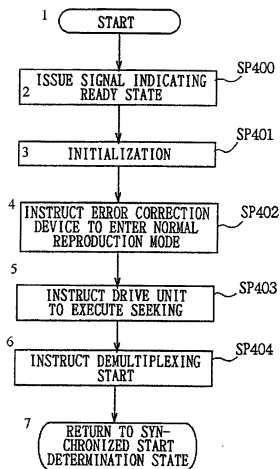 1
START
SP400
ISSUE SIGNAL INDICATING
2 READY STATE
SP401
3 INITIALIZATION
4
SP402
INSTRUCT ERROR CORRECTION
DEVICE TO ENTER NORMAL
REPRODUCTION MODE
5
SP403
INSTRUCT DRIVE UNIT
TO EXECUTE SEEKING
6
SP404
INSTRUCT DEMULTIPLEXING
START
7
RETURN TO SYN-
CHRONIZED START
DETERMINATION STATE